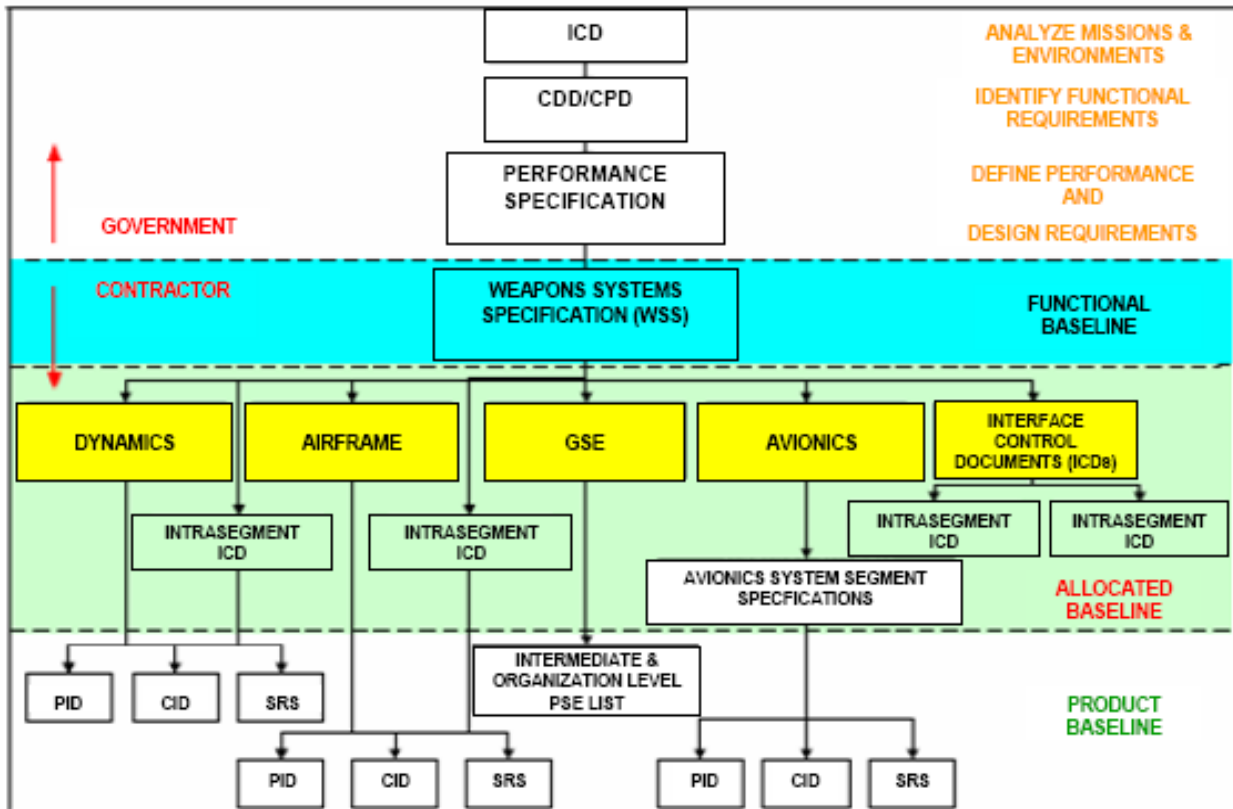 ICD
ANALYZE MISSIONS &
ENVIRONMENTS
CDD/CPD
IDENTIFY FUNCTIONAL
REQUIREMENTS
PERFORMANCE
SPECIFICATION
DEFINE PERFORMANCE
AND
DESIGN REQUIREMENTS
GOVERNMENT
CONTRACTOR
WEAPONS SYSTEMS
SPECIFICATION (WSS)
FUNCTIONAL
BASELINE
DYNAMICS
AIRFRAME
GSE
AVIONICS
INTERFACE
CONTROL
DOCUMENTS (ICDs)
INTRASEGMENT
ICD
INTRASEGMENT
ICD
INTRASEGMENT
ICD
INTRASEGMENT
ICD
AVIONICS SYSTEM SEGMENT
SPECFICATIONS
ALLOCATED
BASELINE
PID
CID
SRS
INTERMEDIATE &
ORGANIZATION LEVEL
PSE LIST
PRODUCT
BASELINE
PID
CID
SRS
PID
CID
SRS